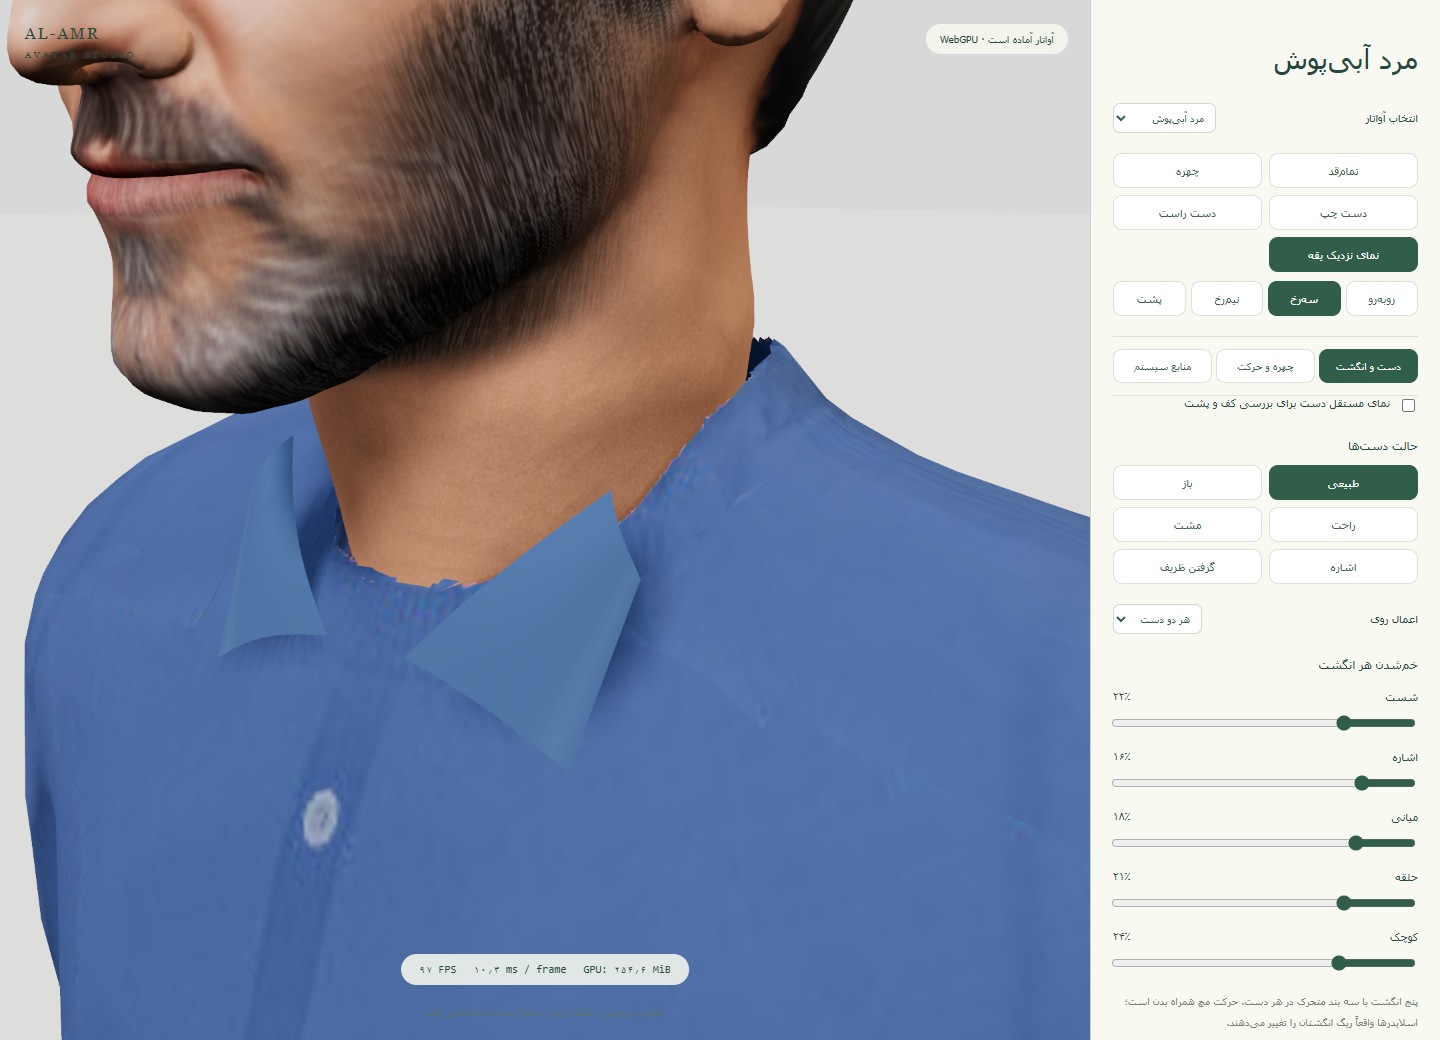 AL-AMR
AVATAR STUDIO
آواتار آماده است · WebGPU
مرد آبی‌پوش
انتخاب آواتار
مرد آبی‌پوش
تمام‌قد
چهره
دست چپ
دست راست
نمای نزدیک یقه
روبه‌رو
سه‌رخ
نیم‌رخ
پشت
دست و انگشت
چهره و حرکت
منابع سیستم
نمای مستقل دست برای بررسی کف و پشت
حالت دست‌ها
طبیعی
باز
راحت
مشت
اشاره
گرفتن ظریف
اعمال روی
هر دو دست
خم‌شدن هر انگشت
شست
۲۲٪
اشاره
۱۶٪
میانی
۱۸٪
حلقه
۲۱٪
کوچک
۲۴٪
پنج انگشت با سه بند متحرک در هر دست. حرکت مچ همراه بدن است؛
اسلایدرها واقعاً ریگ انگشتان را تغییر می‌دهند.
۹۷ FPS ۱۰٫۳ ms / frame GPU: ۲۵۴٫۶ MiB